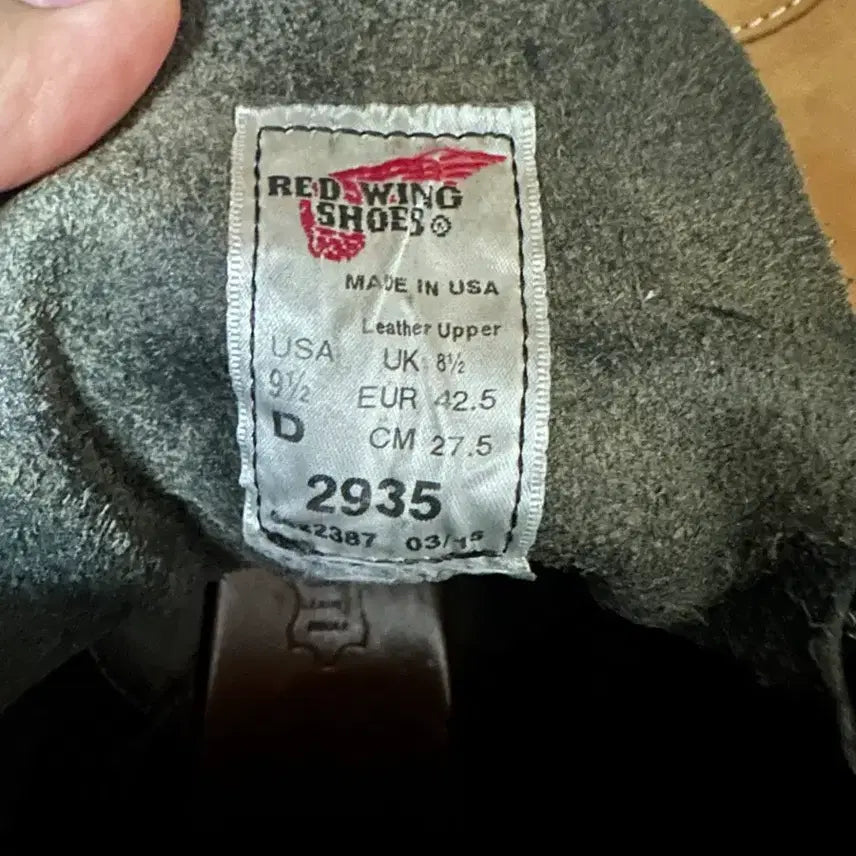 RED WING
SHOES®
MADE IN USA
Leather Upper
USA UK 8½
9½ EUR 42.5
D CM 27.5
2935
2387 03/15